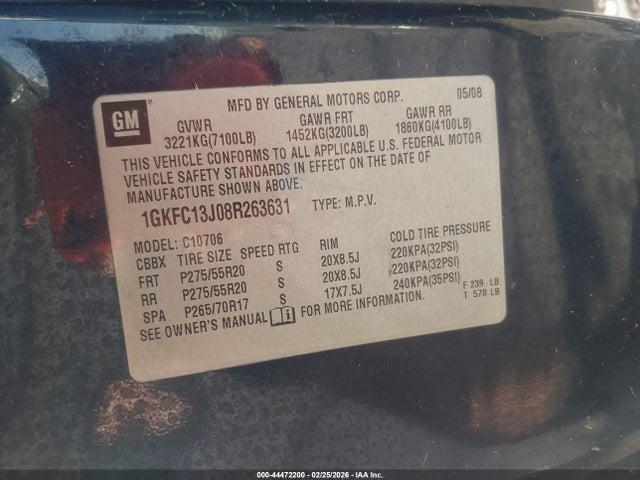 GM
MFD BY GENERAL MOTORS CORP. 05/08
GVWR GAWR FRT GAWR RR
3221KG(7100LB) 1452KG(3200LB) 1860KG(4100LB)
THIS VEHICLE CONFORMS TO ALL APPLICABLE U.S. FEDERAL MOTOR
VEHICLE SAFETY STANDARDS IN EFFECT ON THE DATE OF
MANUFACTURE SHOWN ABOVE.
1GKFC13J08R263631 TYPE: M.P.V.
MODEL: C10706
CBBX TIRE SIZE SPEED RTG RIM
FRT P275/55R20 S 20X8.5J 220KPA(32PSI)
RR P275/55R20 S 20X8.5J 220KPA(32PSI)
SPA P265/70R17 S 17X7.5J 240KPA(35PSI)
SEE OWNER'S MANUAL FOR MORE INFORMATION.
F 239 LB
T 570 LB
000-44472200 - 02/25/2026 - IAA Inc.